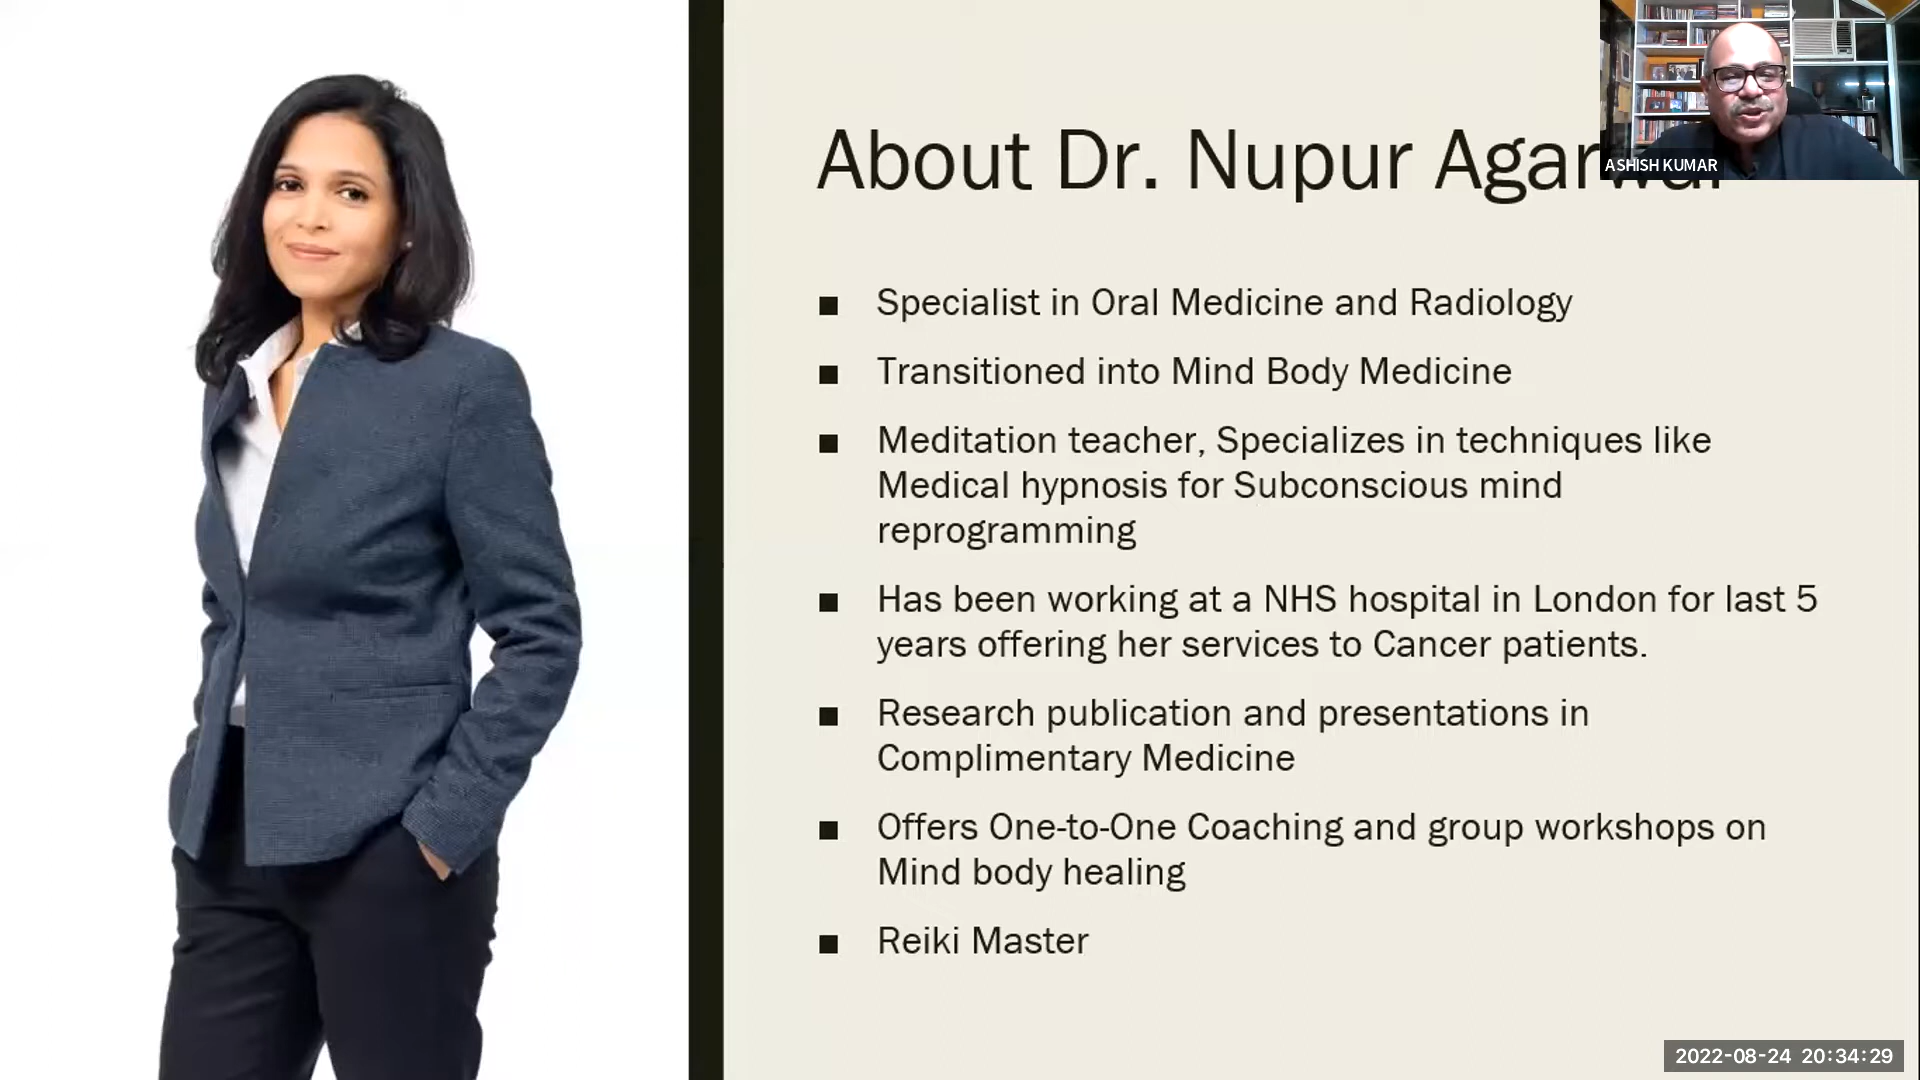 About Dr. Nupur Agarwal
ASHISH KUMAR
■ Specialist in Oral Medicine and Radiology
■ Transitioned into Mind Body Medicine
■ Meditation teacher, Specializes in techniques like
Medical hypnosis for Subconscious mind
reprogramming
■ Has been working at a NHS hospital in London for last 5
years offering her services to Cancer patients.
■ Research publication and presentations in
Complimentary Medicine
■ Offers One-to-One Coaching and group workshops on
Mind body healing
■ Reiki Master
2022-08-24 20:34:29